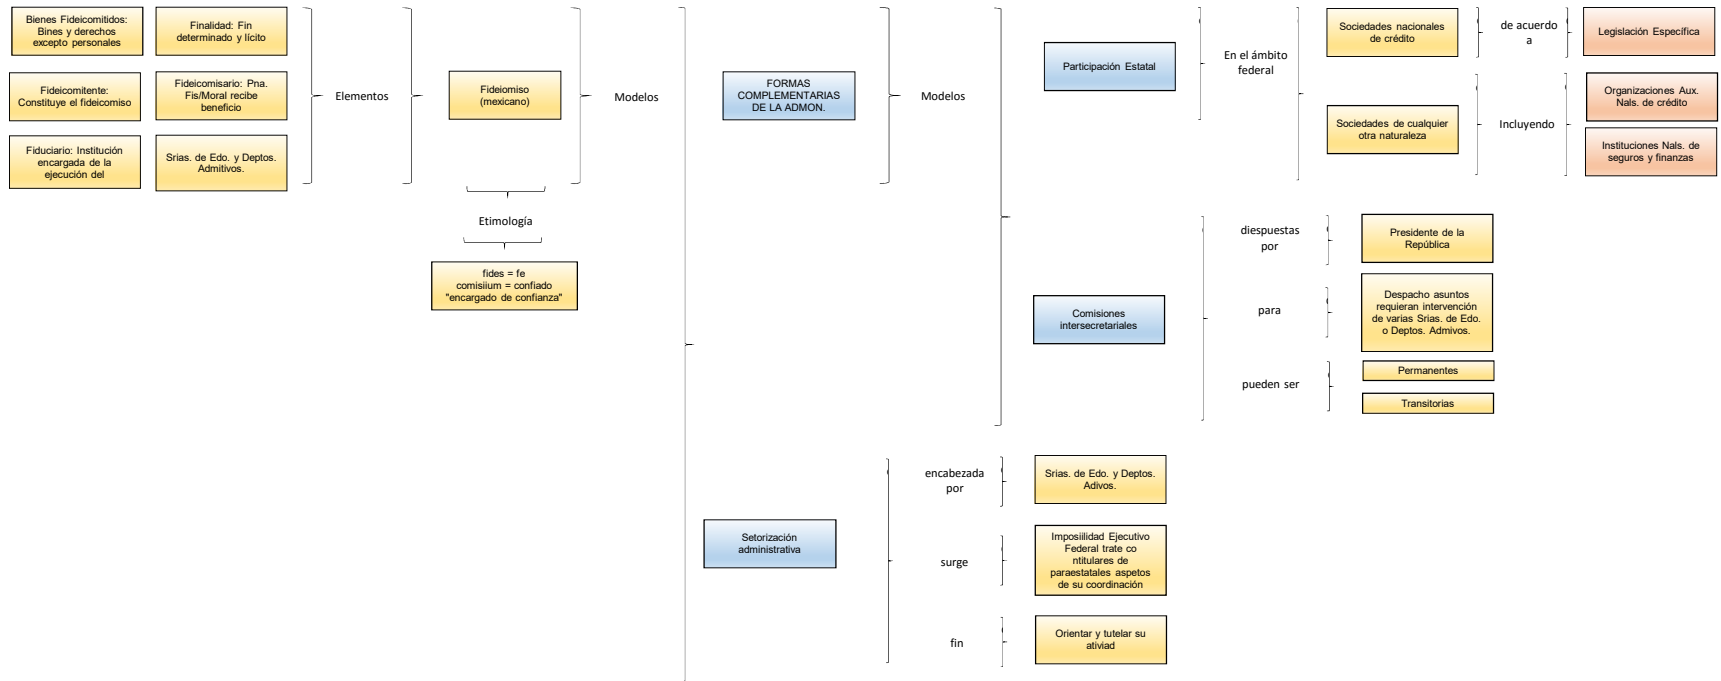 Bienes Fideicomitidos:
Bines y derechos
excepto personales
Finalidad: Fin
determinado y lícito
Fideicomitente:
Constituye el fideicomiso
Fideicomisario: Pna.
Fis/Moral recibe
beneficio
Fiduciario: Institución
encargada de la
ejecución del
Srias. de Edo. y Deptos.
Admitivos.
Elementos
Fideiomiso
(mexicano)
Etimología
fides = fe
comisiium = confiado
"encargado de confianza"
Modelos
FORMAS
COMPLEMENTARIAS
DE LA ADMON.
Modelos
Participación Estatal
En el ámbito
federal
Sociedades nacionales
de crédito
de acuerdo
a
Legislación Específica
Sociedades de cualquier
otra naturaleza
Incluyendo
Organizaciones Aux.
Nals. de crédito
Instituciones Nals. de
seguros y finanzas
Comisiones
intersecretariales
diespuestas
por
Presidente de la
República
para
Despacho asuntos
requieran intervención
de varias Srias. de Edo.
o Deptos. Admivos.
pueden ser
Permanentes
Transitorias
Setorización
administrativa
encabezada
por
Srias. de Edo. y Deptos.
Adivos.
surge
Imposiilidad Ejecutivo
Federal trate co
ntitulares de
paraestatales aspetos
de su coordinación
fin
Orientar y tutelar su
ativiad